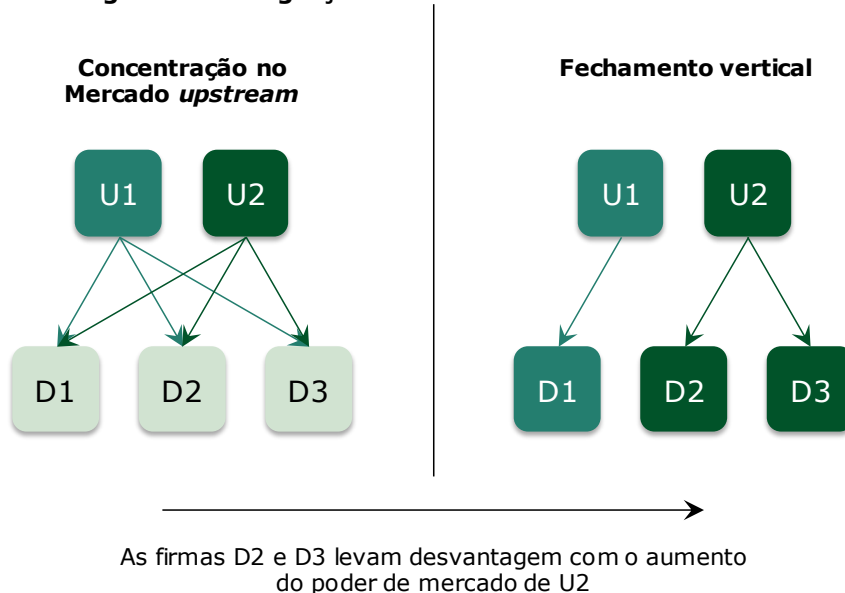 Concentração no
Mercado upstream
Fechamento vertical
U1
U2
U1
U2
D1
D2
D3
D1
D2
D3
As firmas D2 e D3 levam desvantagem com o aumento
do poder de mercado de U2